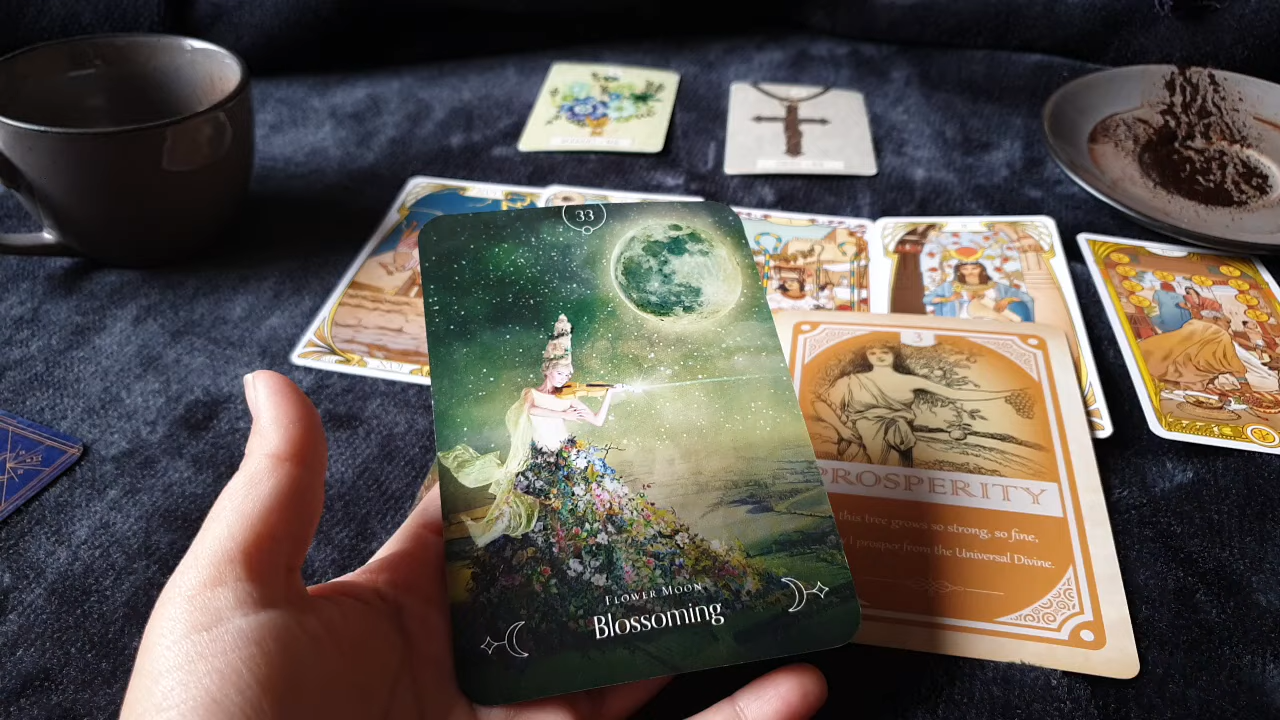 33
FLOWER MOON
Blossoming
3
PROSPERITY
this tree grows so strong, so fine,
I prosper from the Universal Divine.